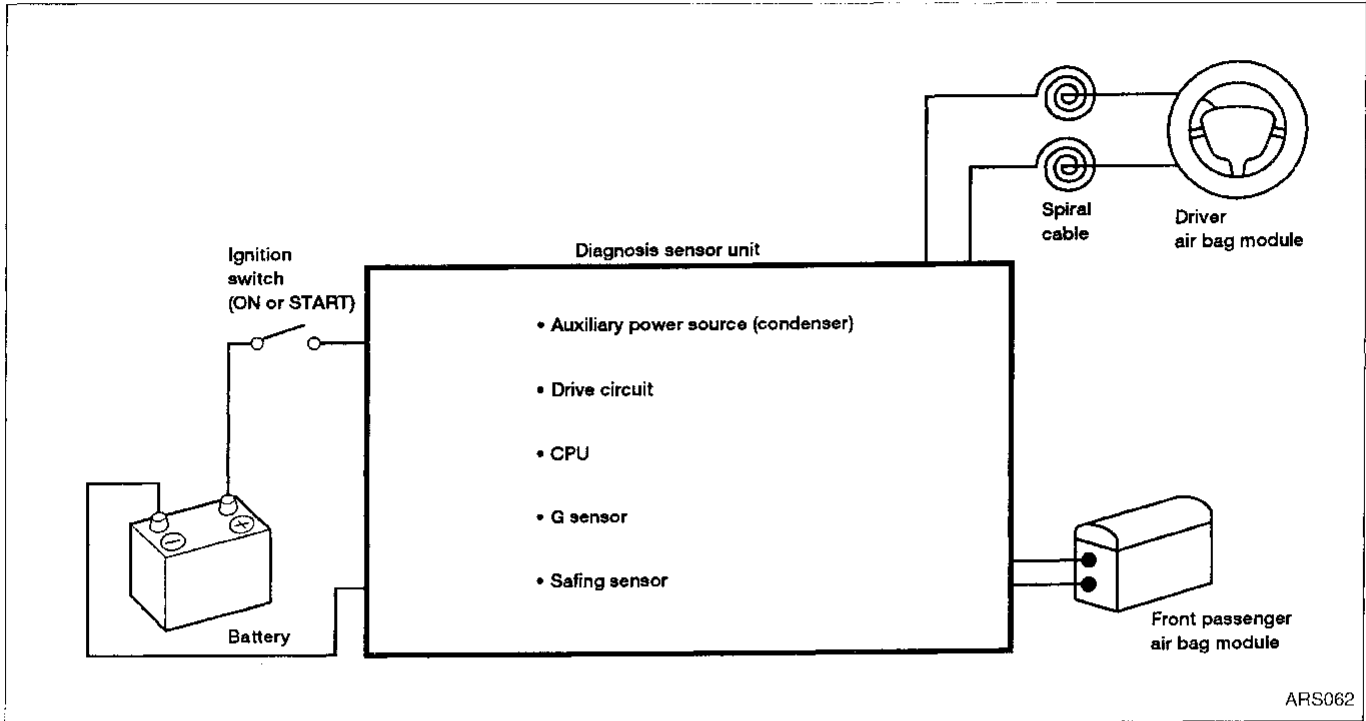 Spiral
cable
Driver
air bag module
Ignition
switch
(ON or START)
Diagnosis sensor unit
• Auxiliary power source (condenser)
• Drive circuit
• CPU
• G sensor
• Safing sensor
− +
Battery
Front passenger
air bag module
ARS062